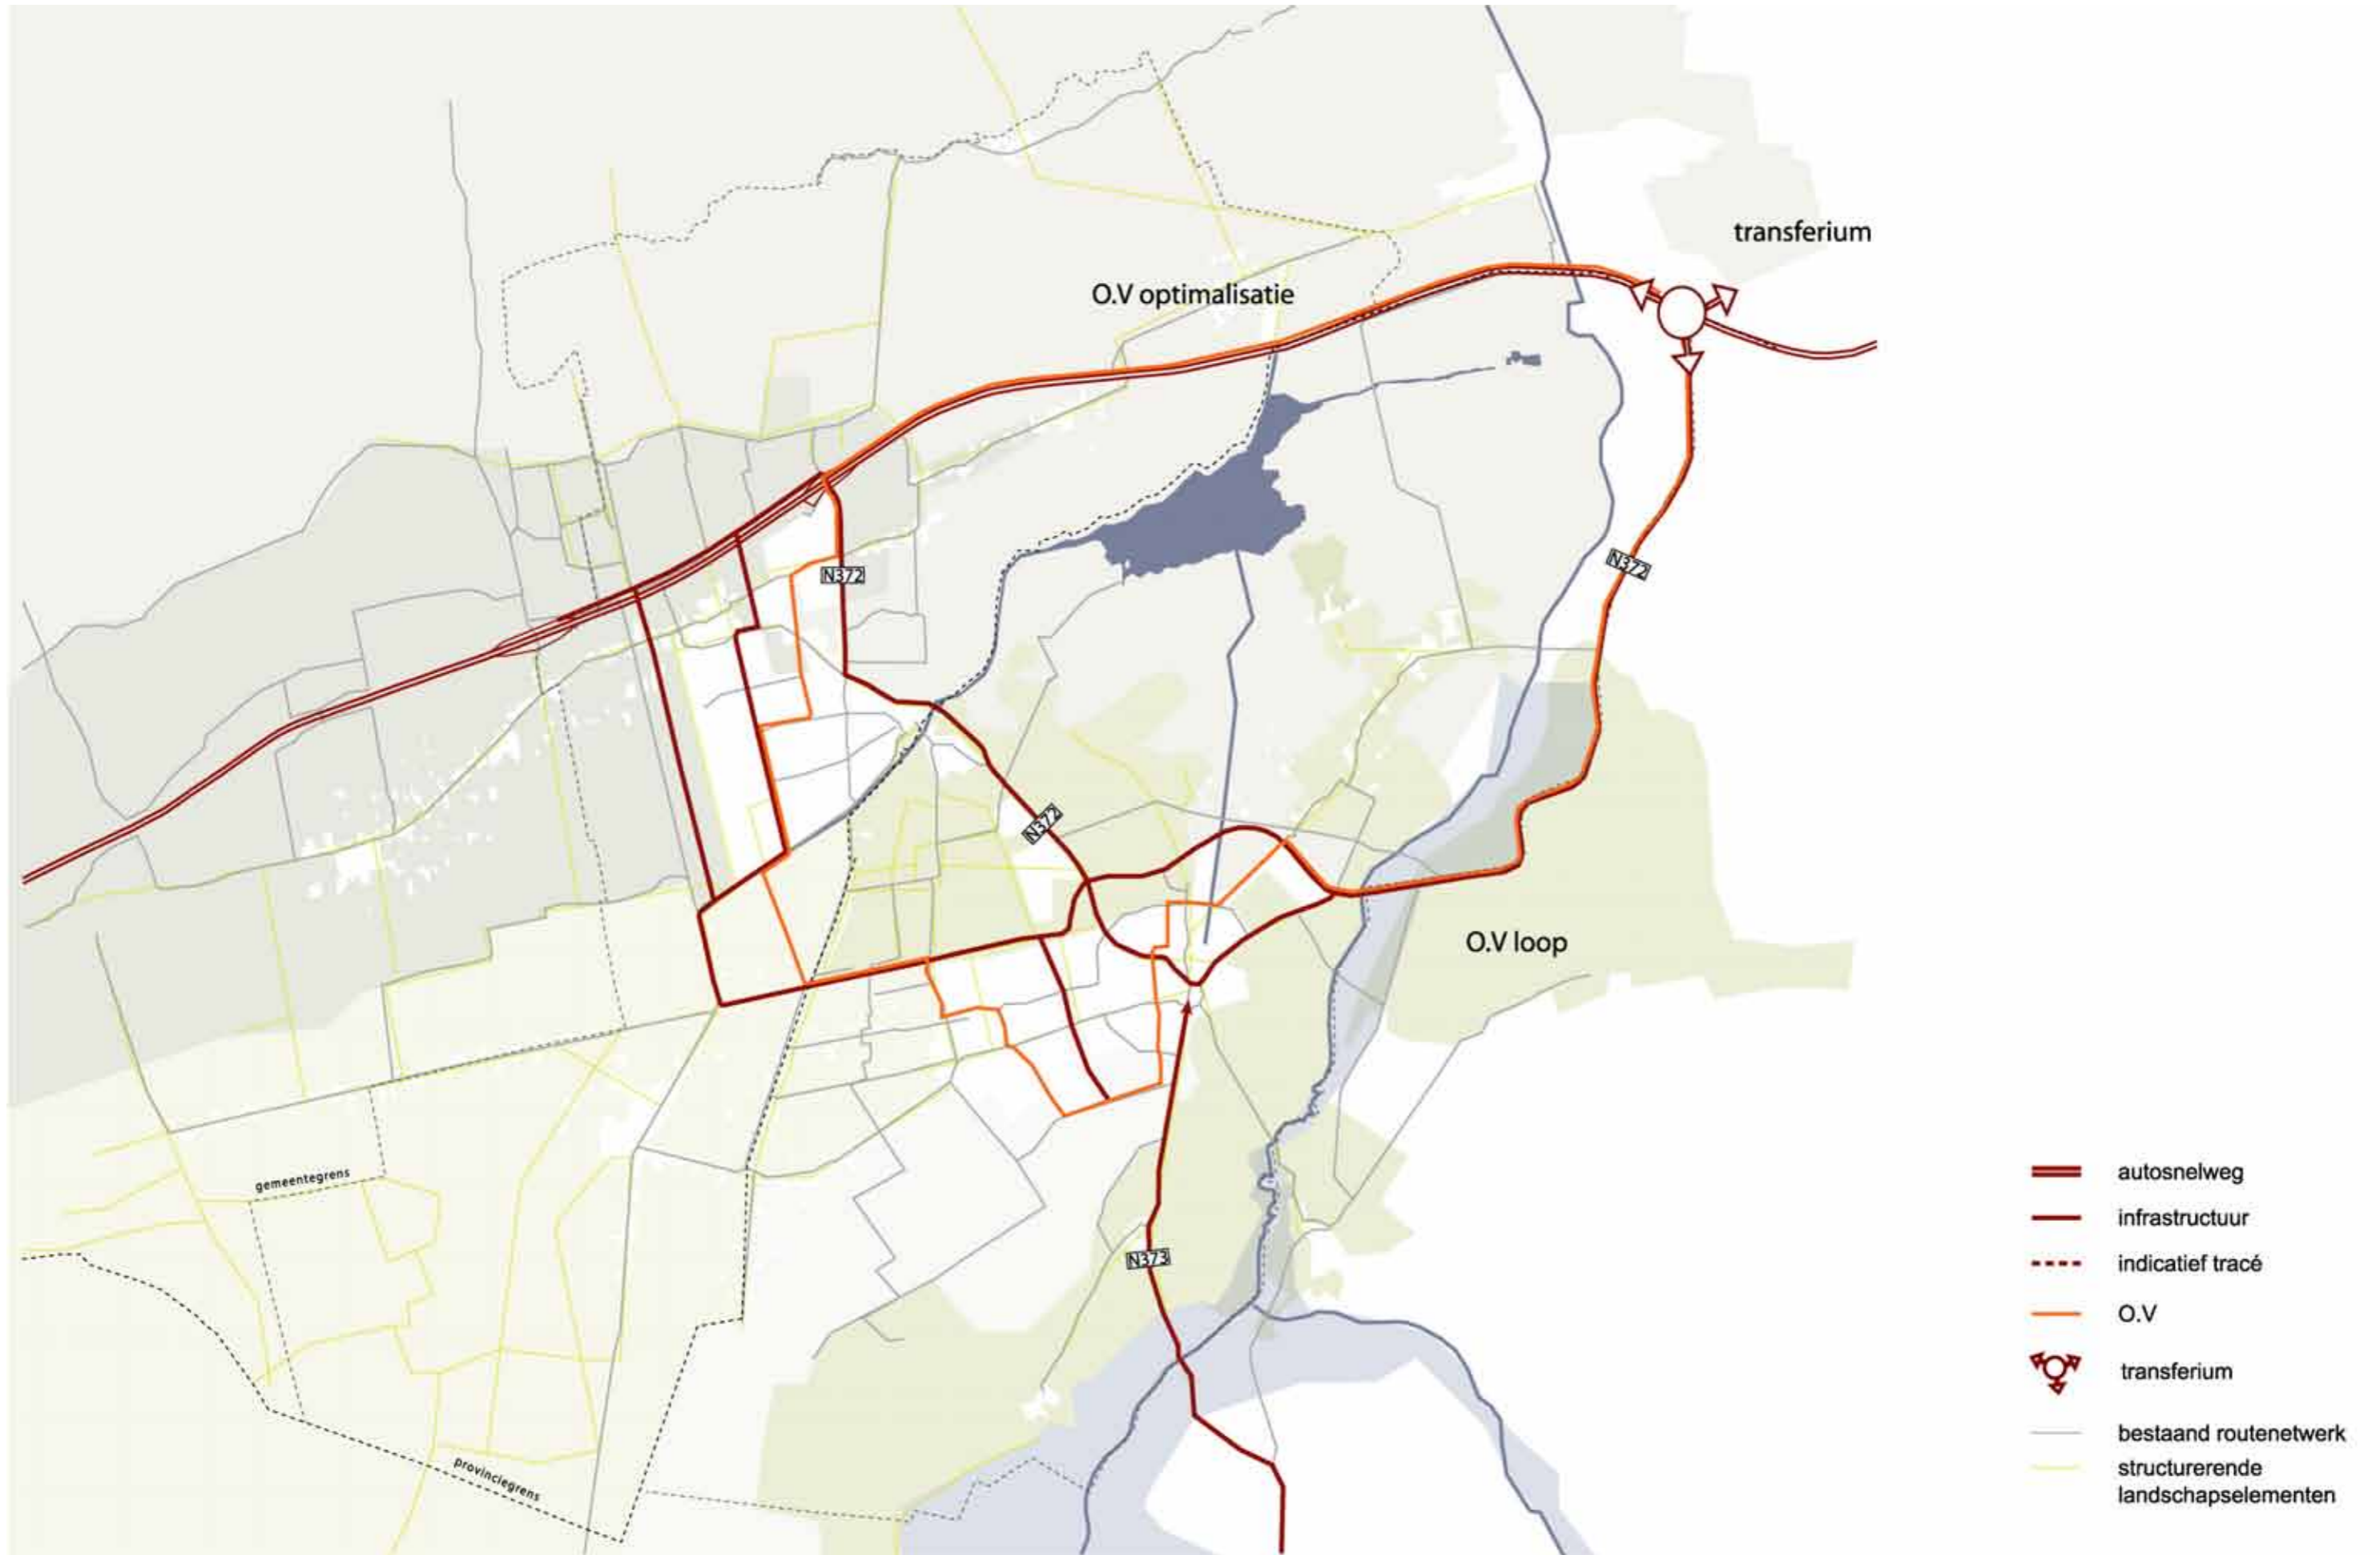 transferium
O.V optimalisatie
N372
N372
N372
O.V loop
gemeentegrens
N373
provinciegrens
autosnelweg
infrastructuur
indicatief tracé
O.V
transferium
bestaand routenetwerk
structurerende
landschapselementen